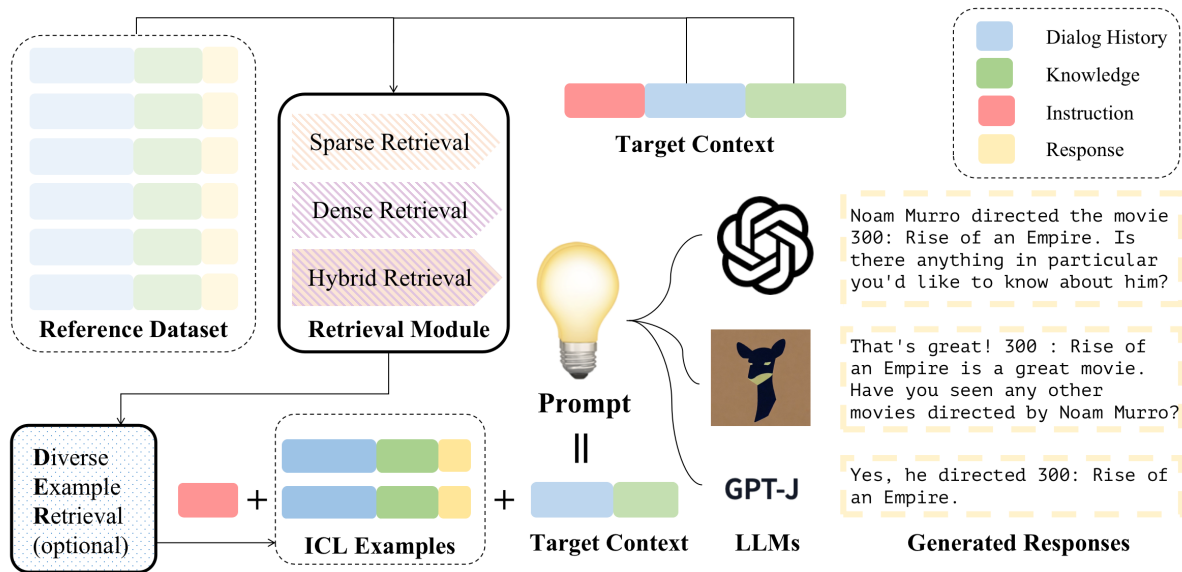 Reference Dataset
Sparse Retrieval
Dense Retrieval
Hybrid Retrieval
Retrieval Module
Target Context
Dialog History
Knowledge
Instruction
Response
Diverse
Example
Retrieval
(optional)
+
ICL Examples
+
Target Context
Prompt
=
GPT-J
LLMs
Noam Murro directed the movie
300: Rise of an Empire. Is
there anything in particular
you'd like to know about him?
That's great! 300 : Rise of
an Empire is a great movie.
Have you seen any other
movies directed by Noam Murro?
Yes, he directed 300: Rise of
an Empire.
Generated Responses